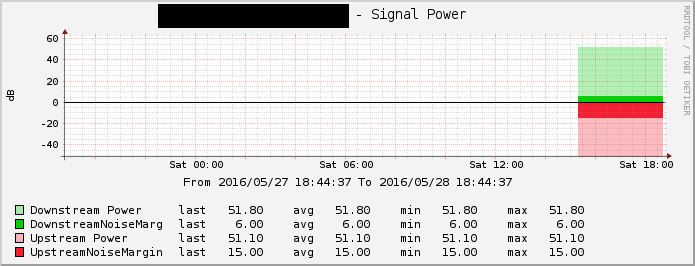 - Signal Power
RRDTOOL / TOBI OETIKER
60
40
20
0
-20
-40
dB
Sat 00:00 Sat 06:00 Sat 12:00 Sat 18:00
From 2016/05/27 18:44:37 To 2016/05/28 18:44:37
Downstream Power last 51.80 avg 51.80 min 51.80 max 51.80
DownstreamNoiseMarg last 6.00 avg 6.00 min 6.00 max 6.00
Upstream Power last 51.10 avg 51.10 min 51.10 max 51.10
UpstreamNoiseMargin last 15.00 avg 15.00 min 15.00 max 15.00